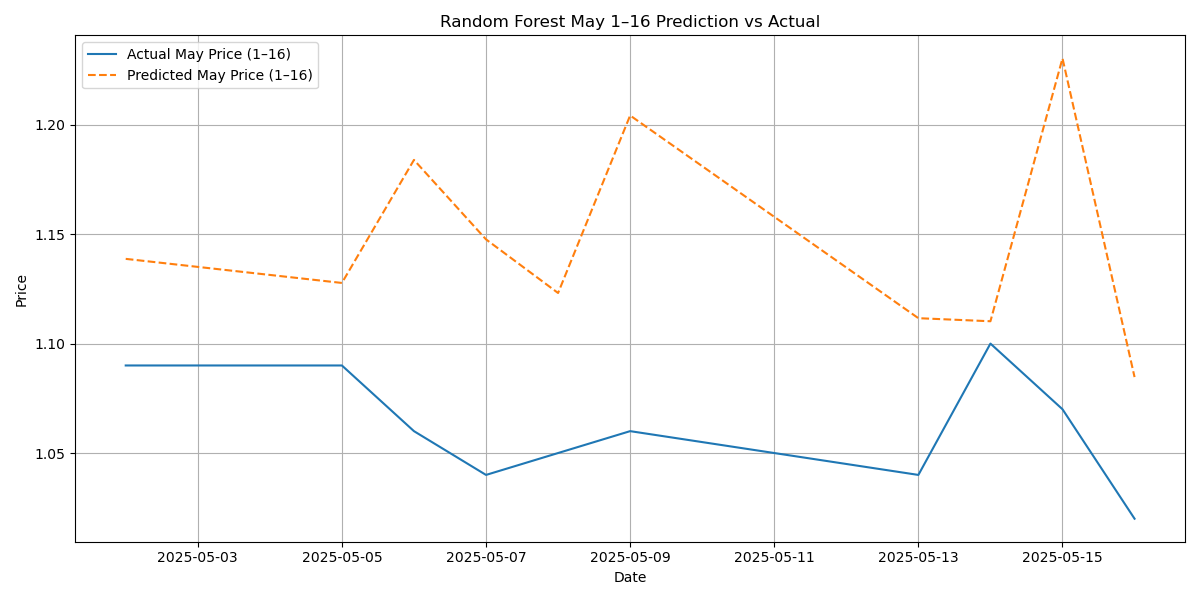 Random Forest May 1–16 Prediction vs Actual
Actual May Price (1–16)
Predicted May Price (1–16)
Price
1.20
1.15
1.10
1.05
2025-05-03
2025-05-05
2025-05-07
2025-05-09
2025-05-11
2025-05-13
2025-05-15
Date